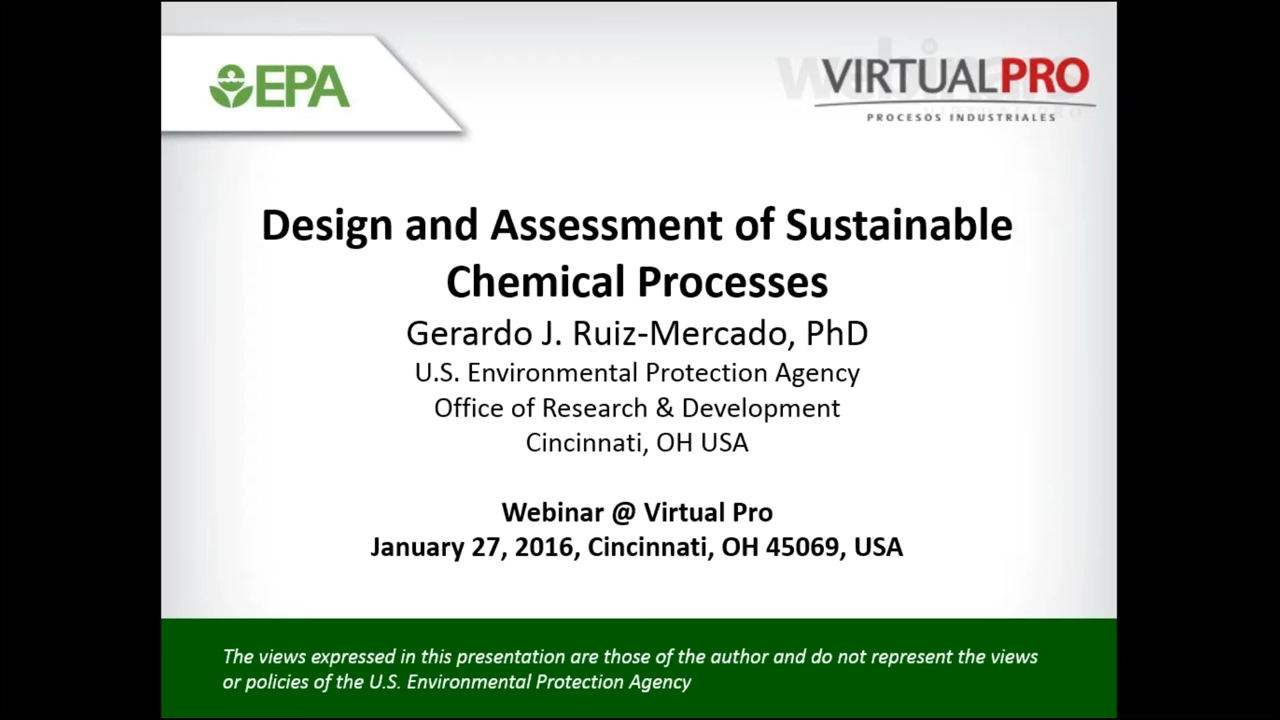 EPA
VIRTUALPRO
PROCESOS INDUSTRIALES
Design and Assessment of Sustainable
Chemical Processes
Gerardo J. Ruiz-Mercado, PhD
U.S. Environmental Protection Agency
Office of Research & Development
Cincinnati, OH USA
Webinar @ Virtual Pro
January 27, 2016, Cincinnati, OH 45069, USA
The views expressed in this presentation are those of the author and do not represent the views
or policies of the U.S. Environmental Protection Agency